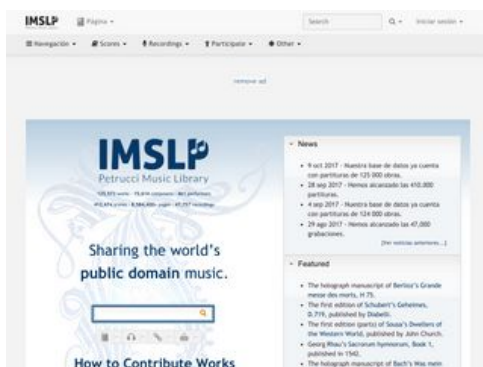 IMSLP
Página
Search
Iniciar sesión
Navegación
Scores
Recordings
Participate
Other
remove ad
IMSLP
Petrucci Music Library
Sharing the world's
public domain music.
How to Contribute Works
News
9 oct 2017 - Nuestra base de datos ya cuenta
con partituras de 125 000 obras.
28 sep 2017 - Hemos alcanzado las 410.000
partituras.
4 sep 2017 - Nuestra base de datos ya cuenta
con partituras de 124 000 obras.
29 ago 2017 - Hemos alcanzado las 47,000
grabaciones.
[Ver noticias anteriores...]
Featured
The holograph manuscript of Berlioz's Grande
messe des morts, H 75.
The first edition of Schubert's Geheimes,
D.719, published by Diabelli.
The first edition (parts) of Sousa's Dwellers of
the Western World, published by John Church.
Georg Rhau's Sacrorum hymnorum, Book 1,
published in 1542.
The holograph manuscript of Bach's Was mein